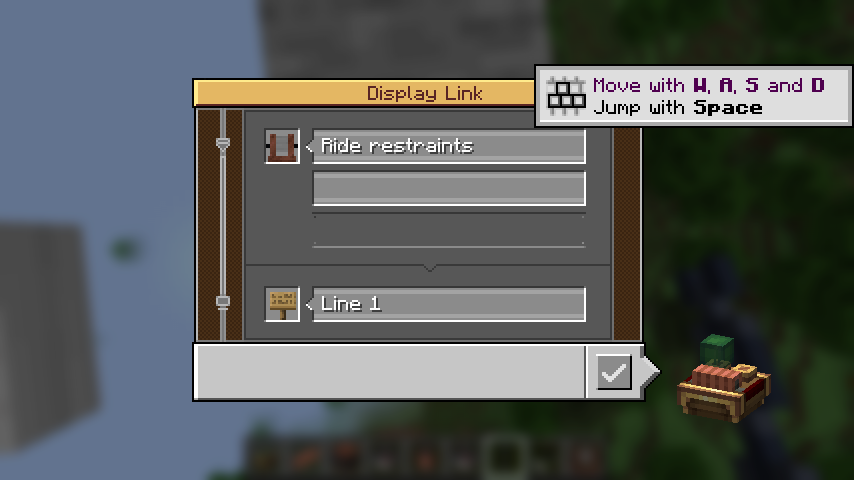 Display Link
Move with W, A, S and D
Jump with Space
Ride restraints
Line 1